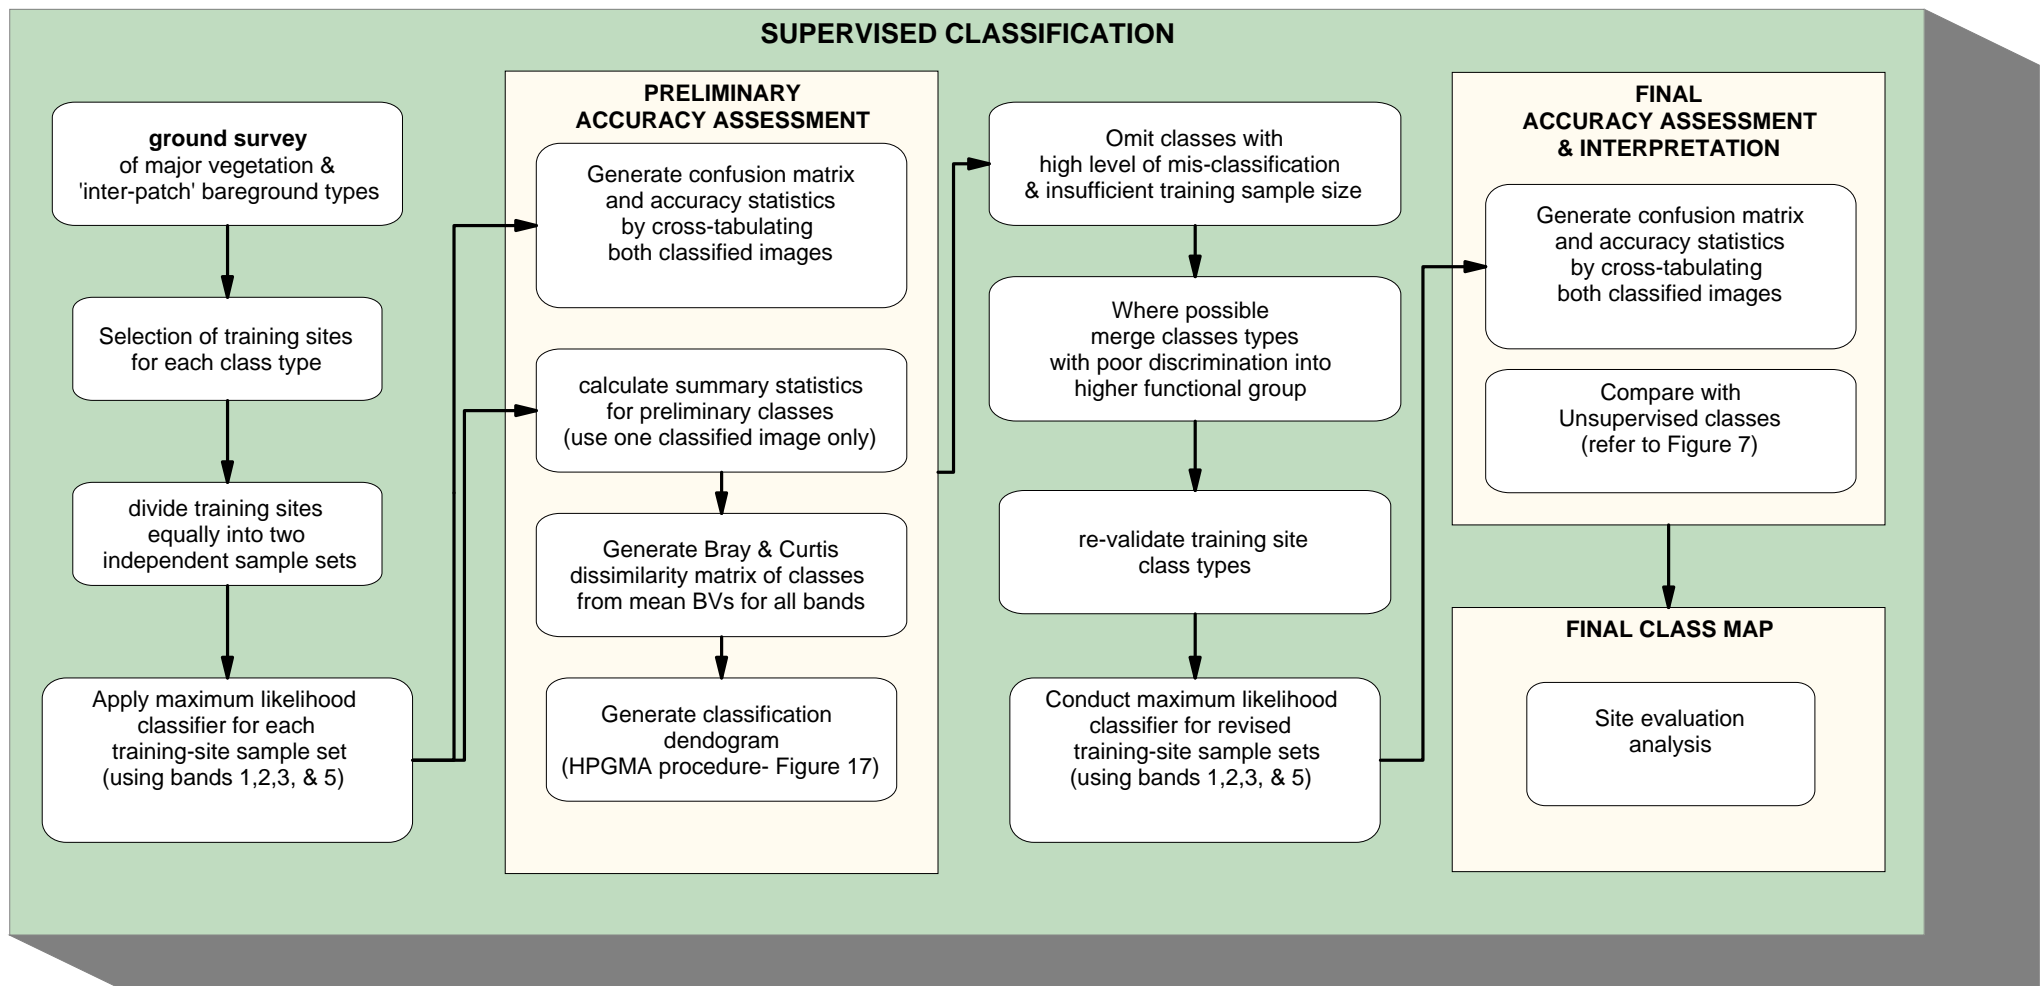 SUPERVISED CLASSIFICATION
ground survey
of major vegetation &
'inter-patch' bareground types
Selection of training sites
for each class type
divide training sites
equally into two
independent sample sets
Apply maximum likelihood
classifier for each
training-site sample set
(using bands 1,2,3, & 5)
PRELIMINARY
ACCURACY ASSESSMENT
Generate confusion matrix
and accuracy statistics
by cross-tabulating
both classified images
calculate summary statistics
for preliminary classes
(use one classified image only)
Generate Bray & Curtis
dissimilarity matrix of classes
from mean BVs for all bands
Generate classification
dendogram
(HPGMA procedure- Figure 17)
Omit classes with
high level of mis-classification
& insufficient training sample size
Where possible
merge classes types
with poor discrimination into
higher functional group
re-validate training site
class types
Conduct maximum likelihood
classifier for revised
training-site sample sets
(using bands 1,2,3, & 5)
FINAL
ACCURACY ASSESSMENT
& INTERPRETATION
Generate confusion matrix
and accuracy statistics
by cross-tabulating
both classified images
Compare with
Unsupervised classes
(refer to Figure 7)
FINAL CLASS MAP
Site evaluation
analysis